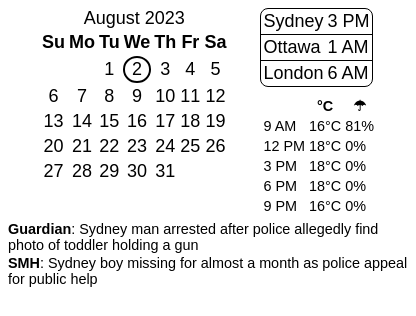 August 2023
Su Mo Tu We Th Fr Sa
1 2 3 4 5
6 7 8 9 10 11 12
13 14 15 16 17 18 19
20 21 22 23 24 25 26
27 28 29 30 31
Sydney 3 PM
Ottawa 1 AM
London 6 AM
°C ☂
9 AM 16°C 81%
12 PM 18°C 0%
3 PM 18°C 0%
6 PM 18°C 0%
9 PM 16°C 0%
Guardian: Sydney man arrested after police allegedly find
photo of toddler holding a gun
SMH: Sydney boy missing for almost a month as police appeal
for public help